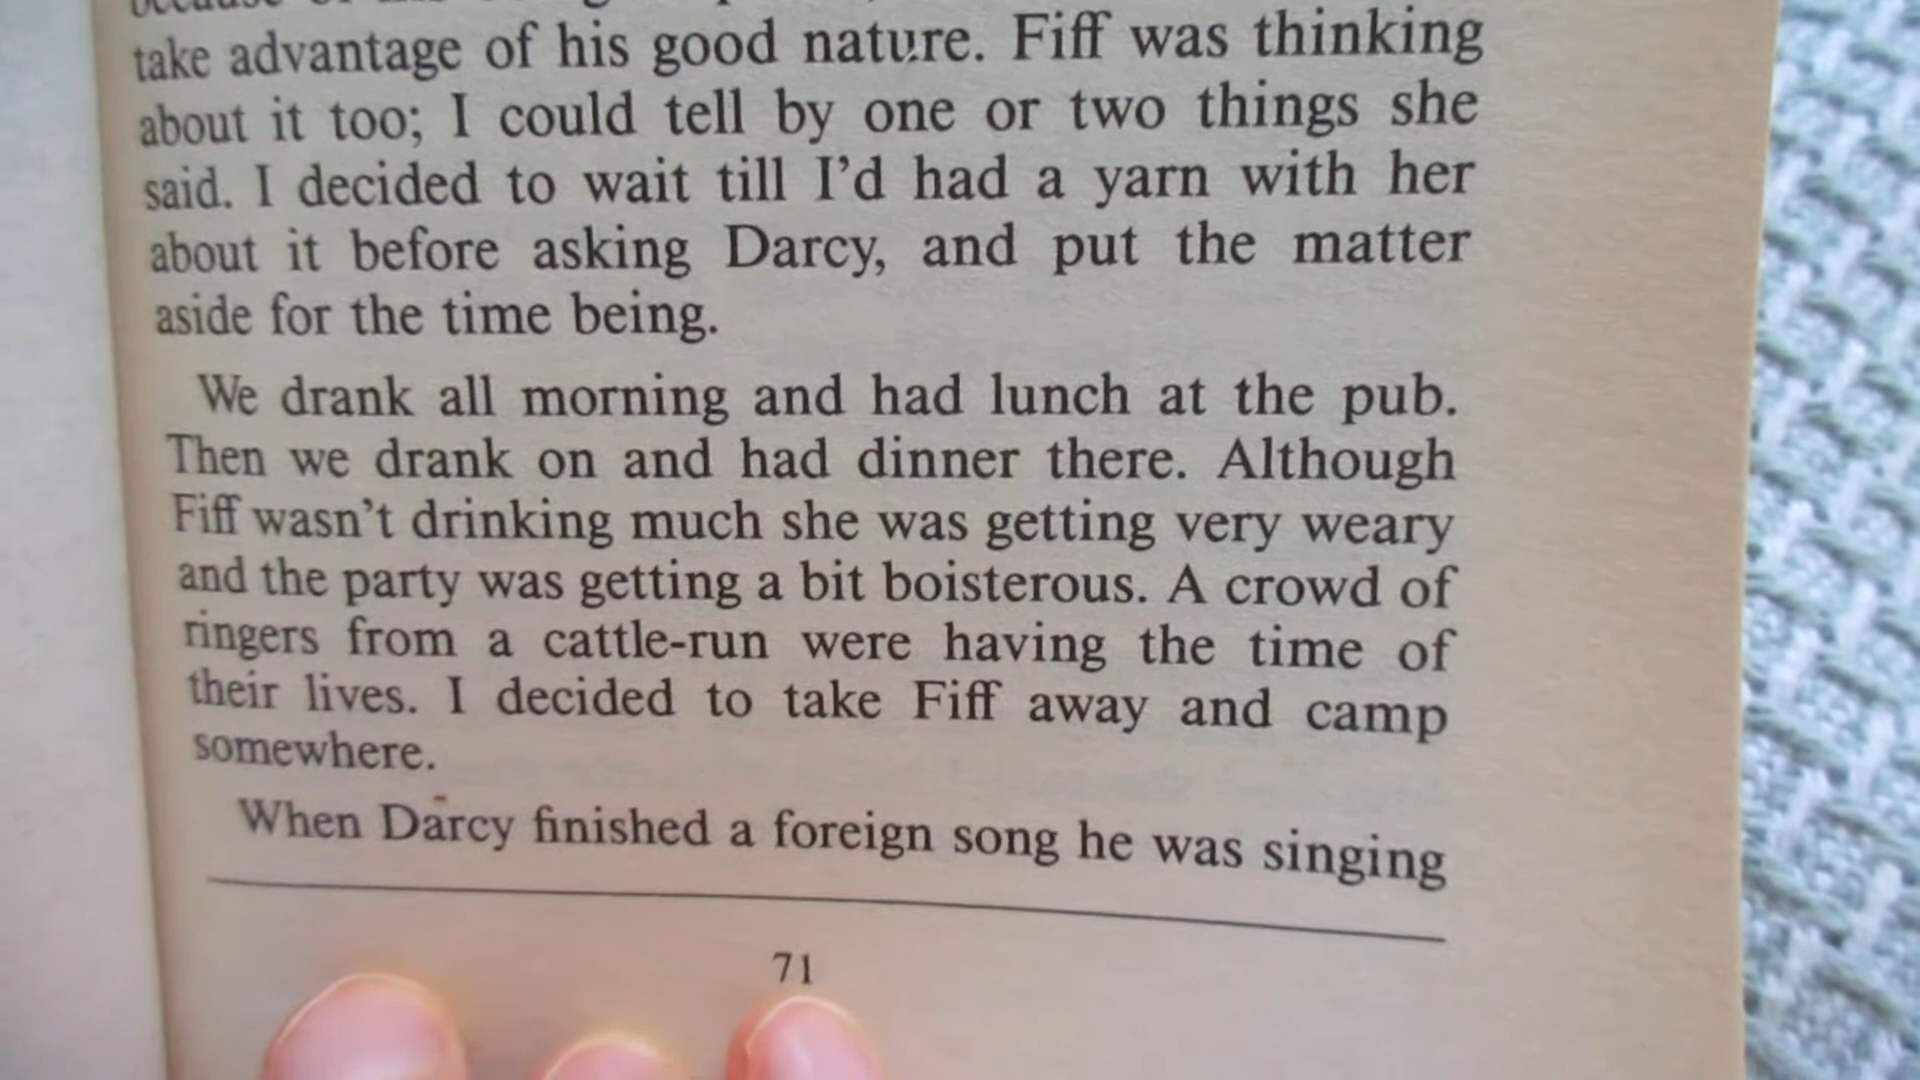 take advantage of his good nature. Fiff was thinking
about it too; I could tell by one or two things she
said. I decided to wait till I'd had a yarn with her
about it before asking Darcy, and put the matter
aside for the time being.
We drank all morning and had lunch at the pub.
Then we drank on and had dinner there. Although
Fiff wasn't drinking much she was getting very weary
and the party was getting a bit boisterous. A crowd of
ringers from a cattle-run were having the time of
their lives. I decided to take Fiff away and camp
somewhere.
When Darcy finished a foreign song he was singing
71